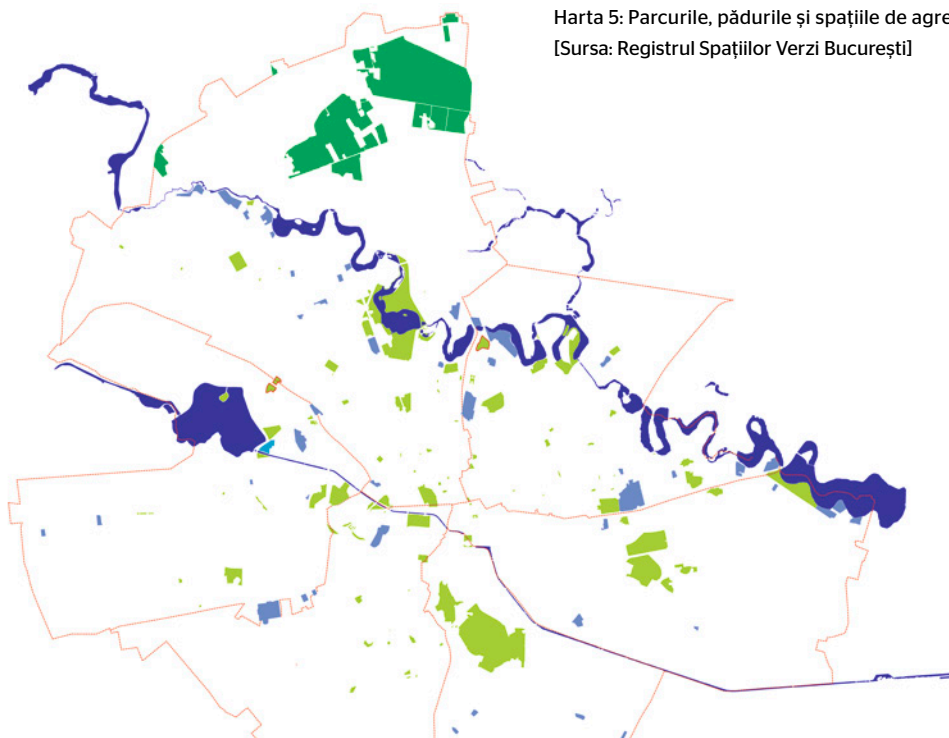 Harta 5: Parcurile, pădurile și spațiile de agre
[Sursa: Registrul Spațiilor Verzi București]